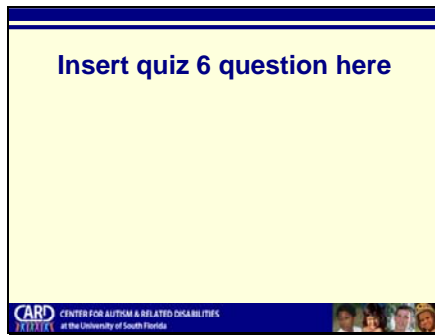 Insert quiz 6 question here
CARD
CENTER FOR AUTISM & RELATED DISABILITIES
at the University of South Florida